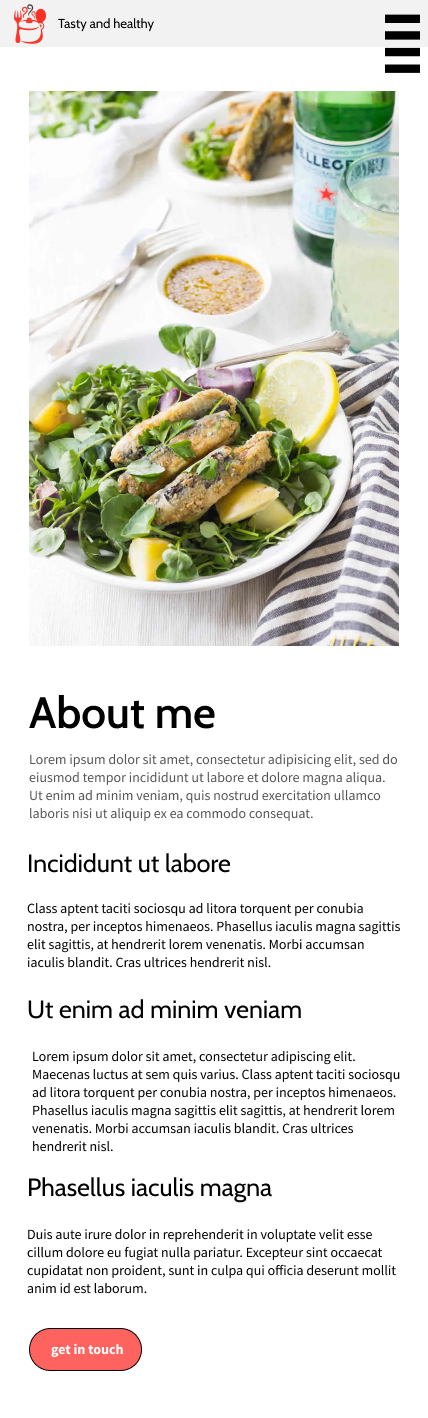 Tasty and healthy
PELLEGR
About me
Lorem ipsum dolor sit amet, consectetur adipisicing elit, sed do
eiusmod tempor incididunt ut labore et dolore magna aliqua.
Ut enim ad minim veniam, quis nostrud exercitation ullamco
laboris nisi ut aliquip ex ea commodo consequat.
Incididunt ut labore
Class aptent taciti sociosqu ad litora torquent per conubia
nostra, per inceptos himenaeos. Phasellus iaculis magna sagittis
elit sagittis, at hendrerit lorem venenatis. Morbi accumsan
iaculis blandit. Cras ultrices hendrerit nisl.
Ut enim ad minim veniam
Lorem ipsum dolor sit amet, consectetur adipiscing elit.
Maecenas luctus at sem quis varius. Class aptent taciti sociosqu
ad litora torquent per conubia nostra, per inceptos himenaeos.
Phasellus iaculis magna sagittis elit sagittis, at hendrerit lorem
venenatis. Morbi accumsan iaculis blandit. Cras ultrices
hendrerit nisl.
Phasellus iaculis magna
Duis aute irure dolor in reprehenderit in voluptate velit esse
cillum dolore eu fugiat nulla pariatur. Excepteur sint occaecat
cupidatat non proident, sunt in culpa qui officia deserunt mollit
anim id est laborum.
get in touch